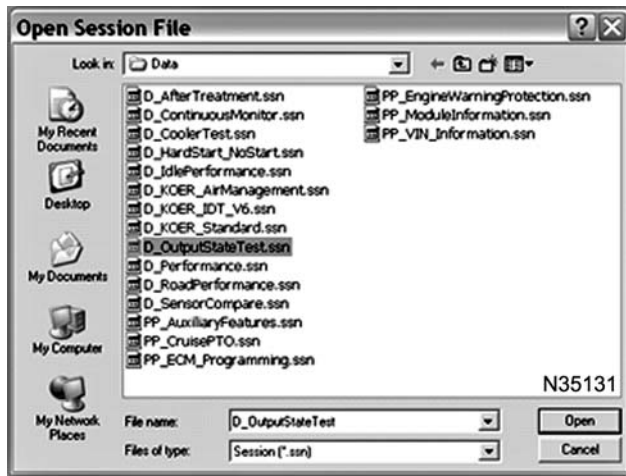 Open Session File
Look in: Data
My Recent
Documents
Desktop
My Documents
My Computer
My Network
Places
D_AfterTreatment.ssn
D_ContinuousMonitor.ssn
D_CoolerTest.ssn
D_HardStart_NoStart.ssn
D_IdlePerformance.ssn
D_KOER_AirManagement.ssn
D_KOER_IDT_V6.ssn
D_KOER_Standard.ssn
D_OutputStateTest.ssn
D_Performance.ssn
D_RoadPerformance.ssn
D_SensorCompare.ssn
PP_AuxiliaryFeatures.ssn
PP_CruisePTO.ssn
PP_ECM_Programming.ssn
PP_EngineWarningProtection.ssn
PP_ModuleInformation.ssn
PP_VIN_Information.ssn
N35131
File name: D_OutputStateTest Open
Files of type: Session (*.ssn) Cancel